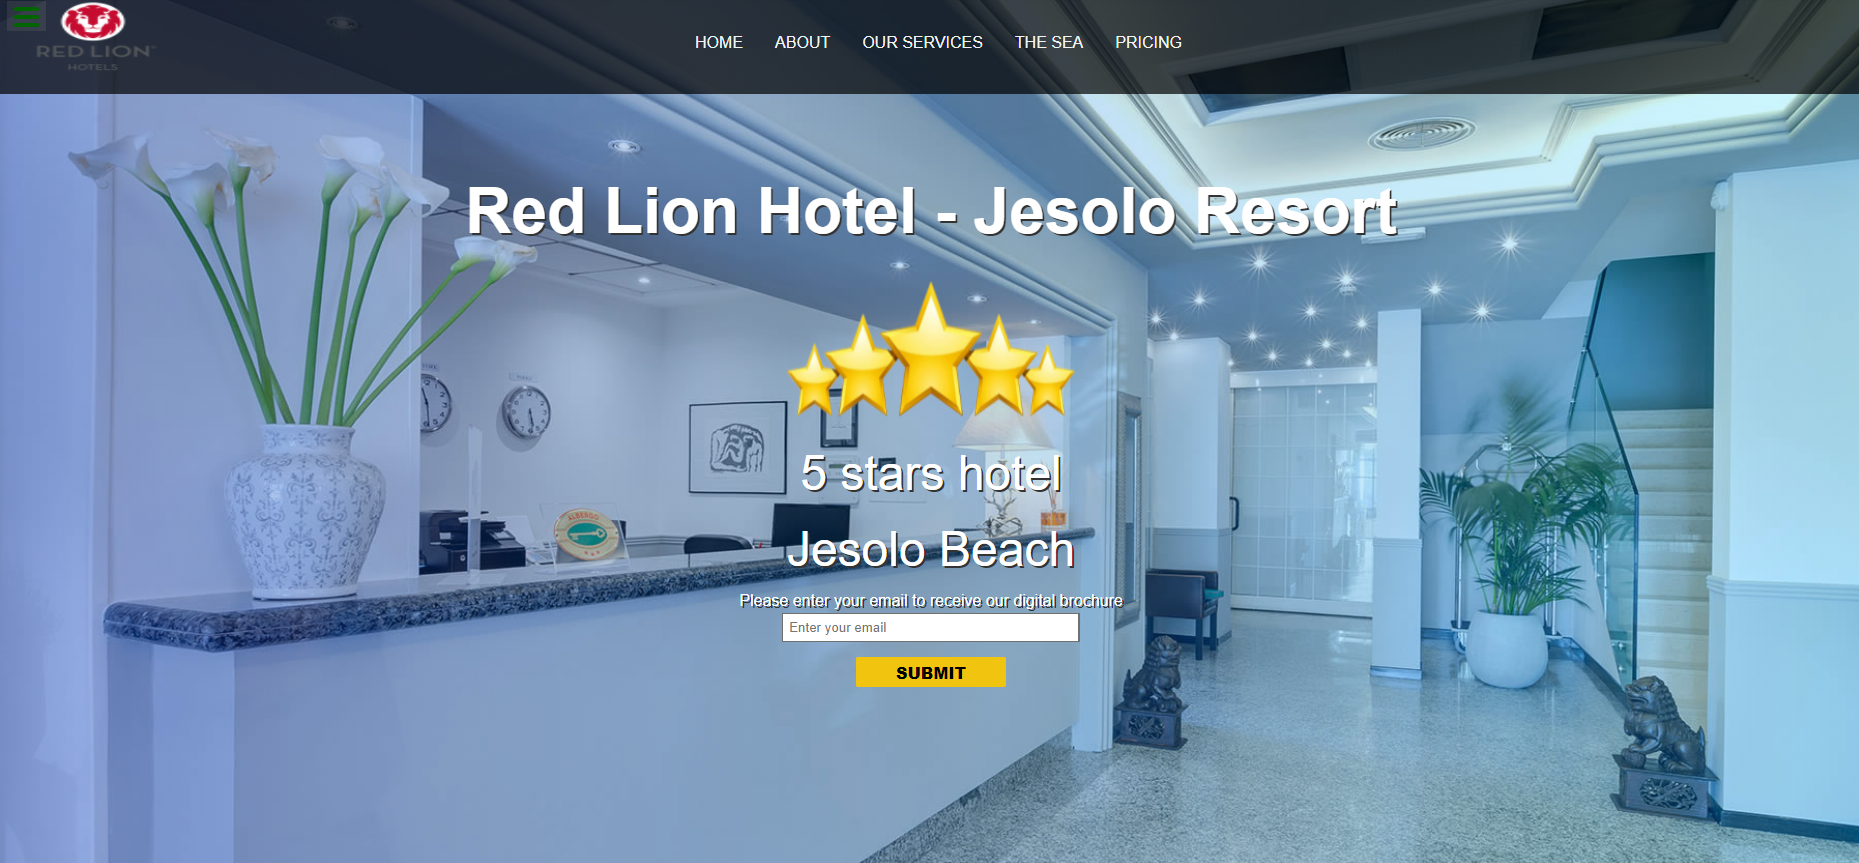 RED LION
HOTELS
HOME ABOUT OUR SERVICES THE SEA PRICING
Red Lion Hotel - Jesolo Resort
5 stars hotel
ALBERGO
Jesolo Beach
Please enter your email to receive our digital brochure
Enter your email
SUBMIT